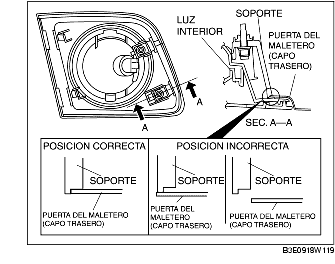 SOPORTE
LUZ
INTERIOR
PUERTA DEL
MALETERO
(CAPO
TRASERO)
A
A
SEC. A—A
POSICION CORRECTA
POSICION INCORRECTA
SOPORTE
SOPORTE
SOPORTE
PUERTA DEL MALETERO
(CAPO TRASERO)
PUERTA DEL
MALETERO
(CAPO TRASERO)
PUERTA DEL MALETERO
(CAPO TRASERO)
B3E0918W119